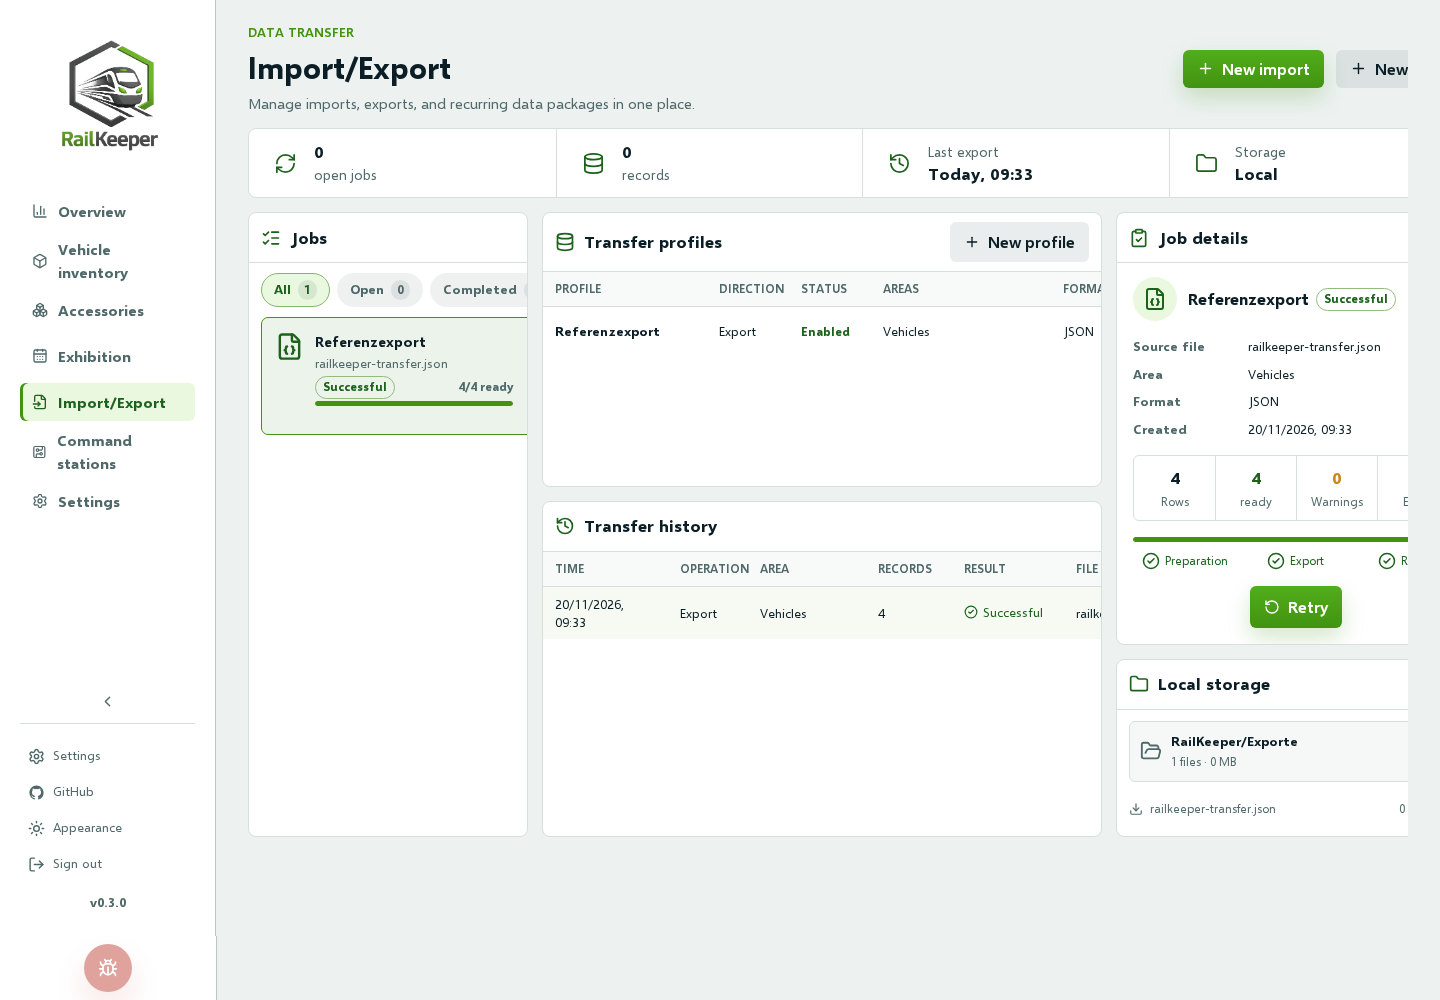 RailKeeper
Overview
Vehicle
inventory
Accessories
Exhibition
Import/Export
Command
stations
Settings
Settings
GitHub
Appearance
Sign out
v0.3.0
DATA TRANSFER
Import/Export
Manage imports, exports, and recurring data packages in one place.
New import
New
0
open jobs
0
records
Last export
Today, 09:33
Storage
Local
Jobs
All 1
Open 0
Completed
Referenzexport
railkeeper-transfer.json
Successful
4/4 ready
Transfer profiles
New profile
PROFILE DIRECTION STATUS AREAS FORMA
Referenzexport Export Enabled Vehicles JSON
Transfer history
TIME OPERATION AREA RECORDS RESULT FILE
20/11/2026,
09:33
Export Vehicles 4 Successful railk
Job details
Referenzexport Successful
Source file railkeeper-transfer.json
Area Vehicles
Format JSON
Created 20/11/2026, 09:33
4
Rows
4
ready
0
Warnings
E
Preparation Export R
Retry
Local storage
RailKeeper/Exporte
1 files · 0 MB
railkeeper-transfer.json 0